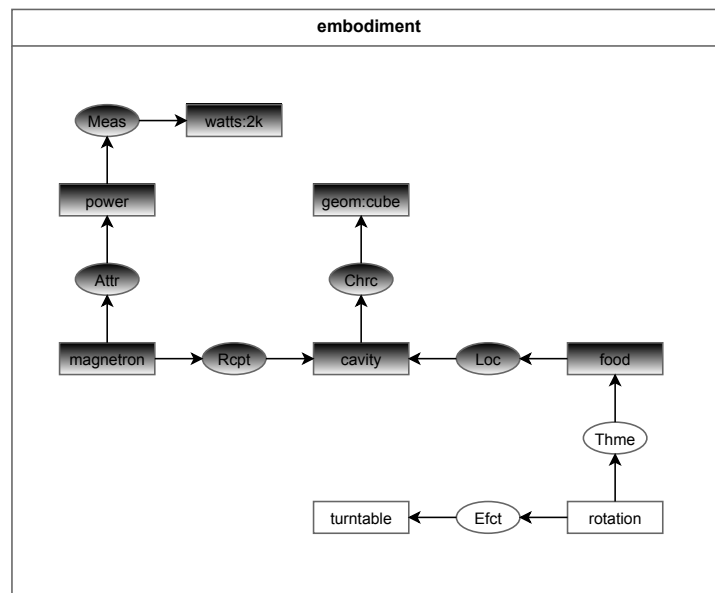 embodiment
Meas
watts:2k
power
geom:cube
Attr
Chrc
magnetron
Rcpt
cavity
Loc
food
Thme
turntable
Efct
rotation